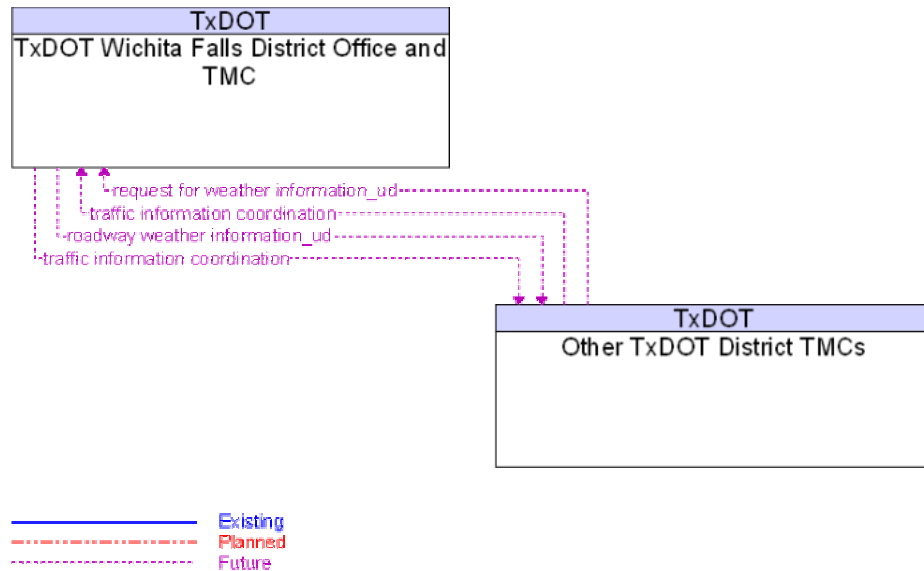 TxDOT
TxDOT Wichita Falls District Office and
TMC
request for weather information_ud
traffic information coordination
roadway weather information_ud
traffic information coordination
TxDOT
Other TxDOT District TMCs
Existing
Planned
Future